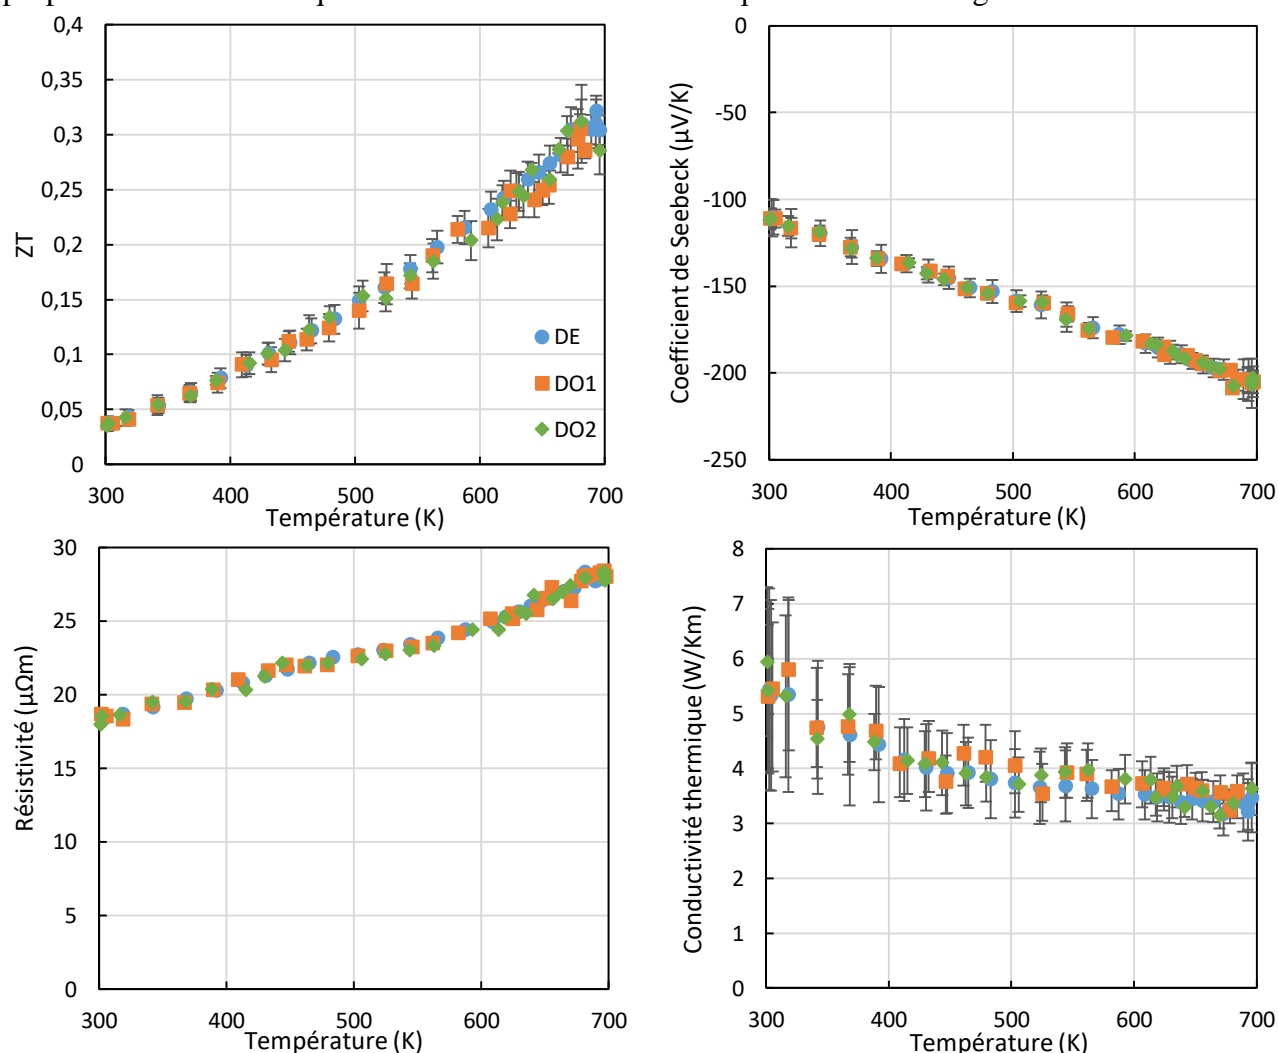 0,4
0,35
0,3
0,25
0,2
0,15
0,1
0,05
0
ZT
300 400 500 600 700
Température (K)
DE
DO1
DO2
0
-50
-100
-150
-200
-250
Coefficient de Seebeck (µV/K)
300 400 500 600 700
Température (K)
30
25
20
15
10
5
0
Résistivité (µΩm)
300 400 500 600 700
Température (K)
8
7
6
5
4
3
2
1
0
Conductivité thermique (W/Km)
300 400 500 600 700
Température (K)